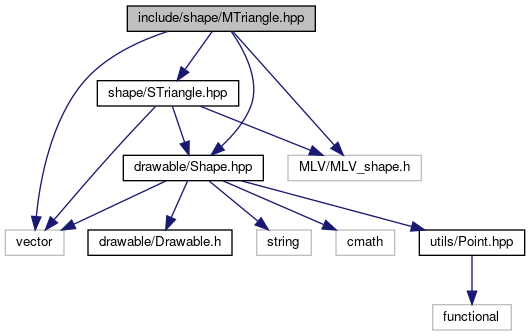 include/shape/MTriangle.hpp
shape/STriangle.hpp
drawable/Shape.hpp
MLV/MLV_shape.h
vector
drawable/Drawable.h
string
cmath
utils/Point.hpp
functional